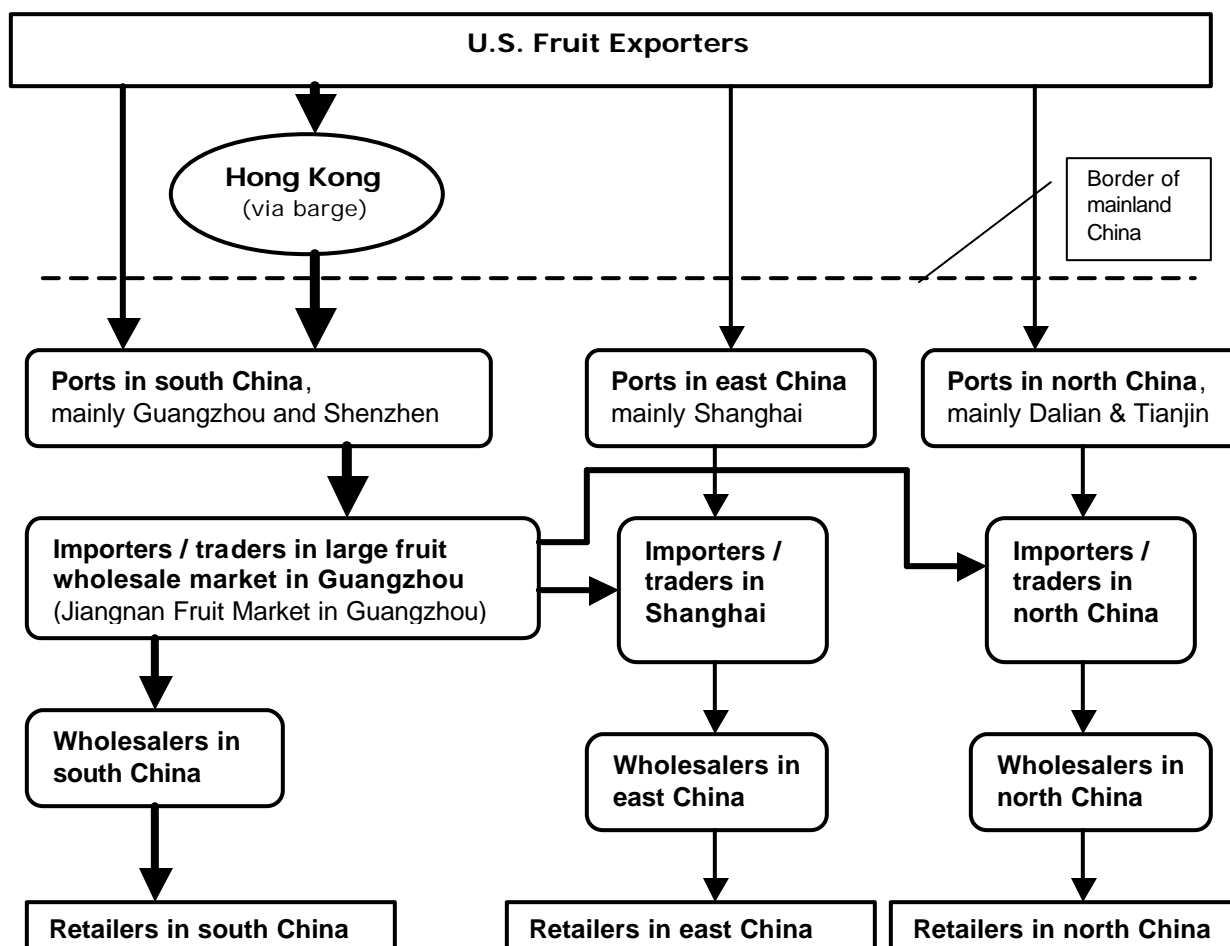 U.S. Fruit Exporters
Hong Kong
(via barge)
Border of
mainland
China
Ports in south China,
mainly Guangzhou and Shenzhen
Ports in east China
mainly Shanghai
Ports in north China,
mainly Dalian & Tianjin
Importers / traders in large fruit
wholesale market in Guangzhou
(Jiangnan Fruit Market in Guangzhou)
Importers /
traders in
Shanghai
Importers /
traders in
north China
Wholesalers in
south China
Wholesalers in
east China
Wholesalers in
north China
Retailers in south China
Retailers in east China
Retailers in north China